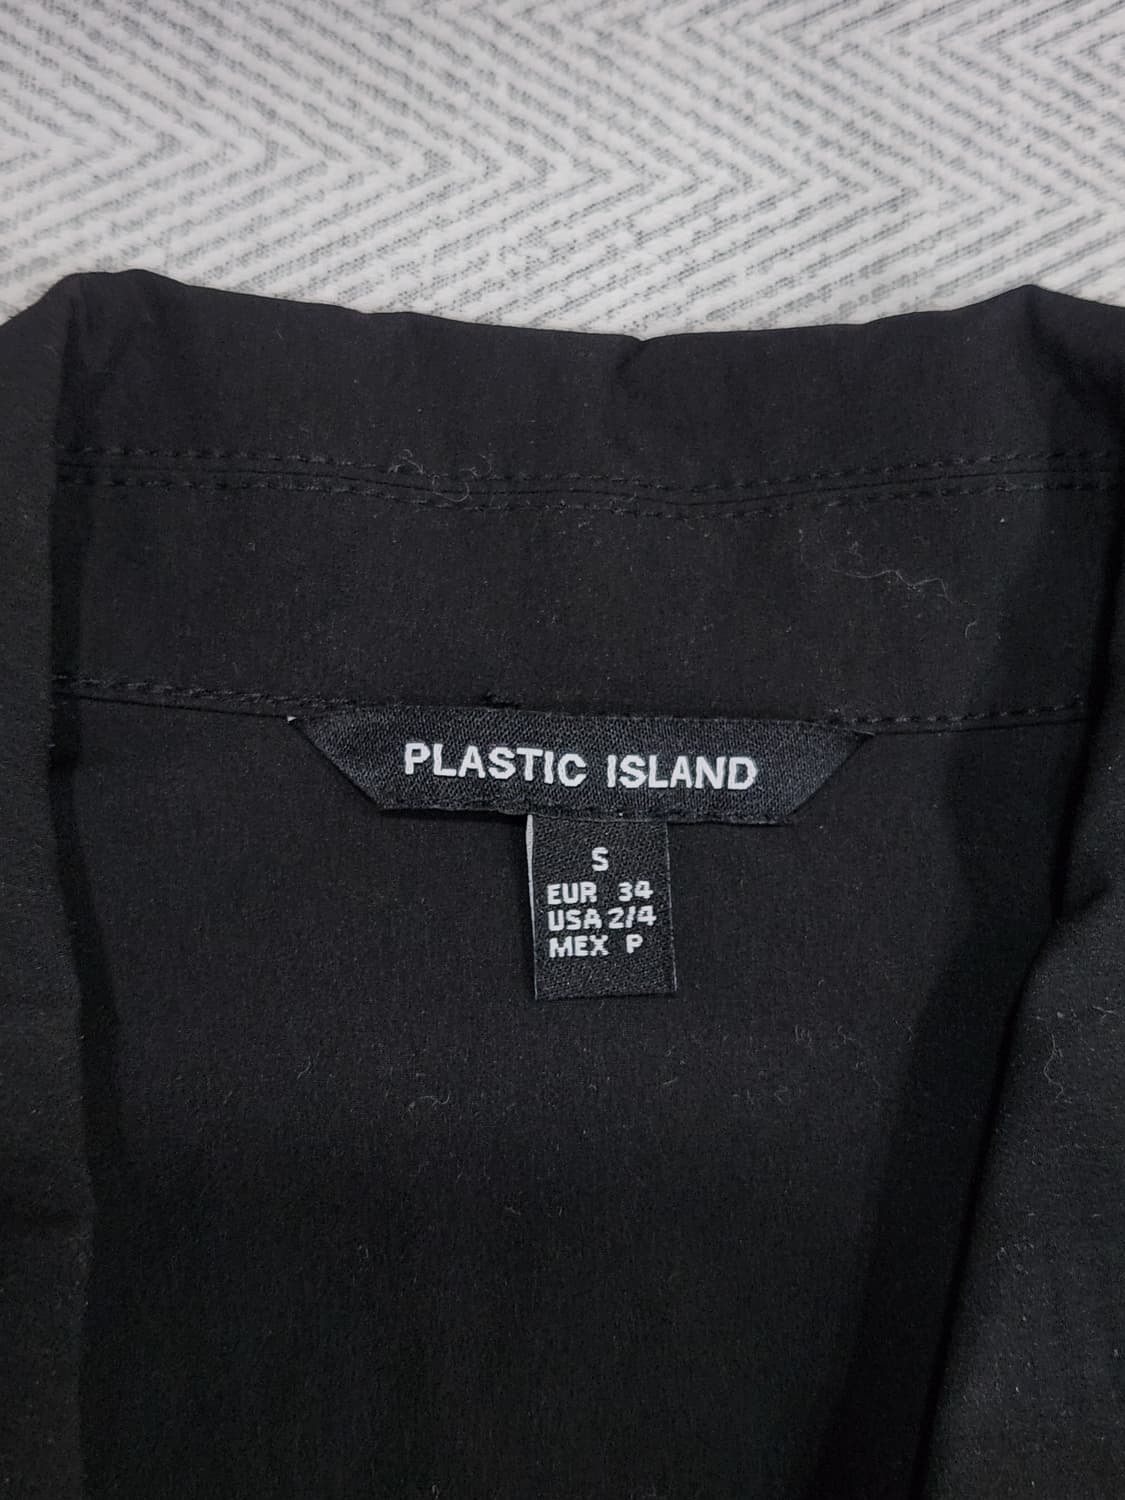 PLASTIC ISLAND
S
EUR 34
USA 2/4
MEX P